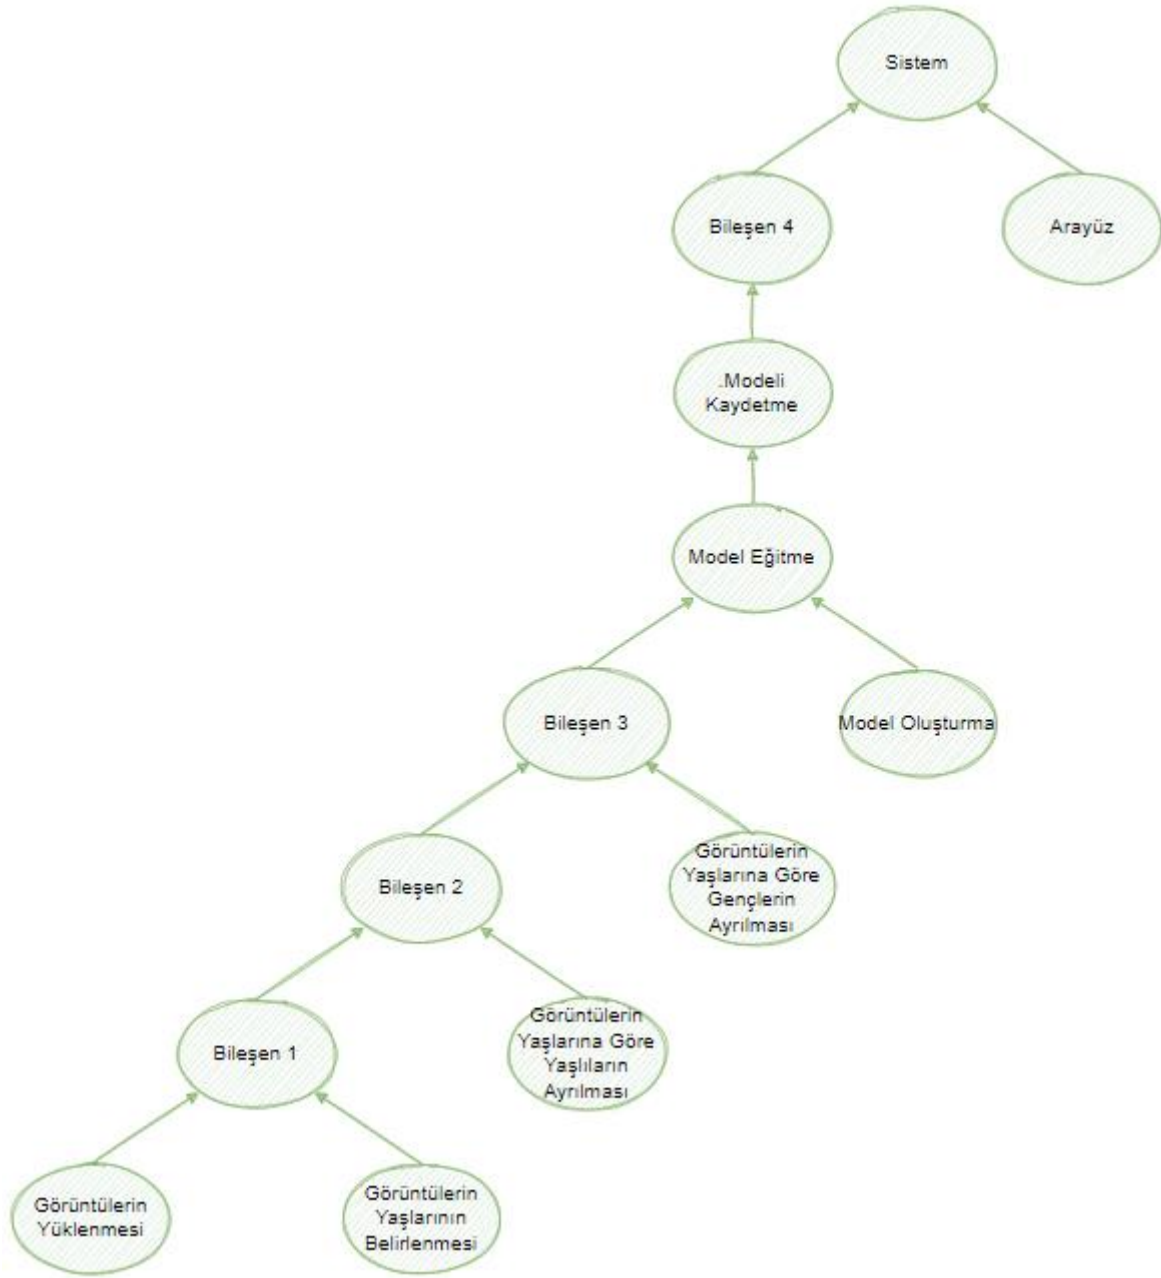 Sistem
Bileşen 4
Arayüz
.Modeli
Kaydetme
Model Eğitme
Bileşen 3
Model Oluşturma
Bileşen 2
Görüntülerin
Yaşlarına Göre
Gençlerin
Ayrılması
Bileşen 1
Görüntülerin
Yaşlarına Göre
Yaşlıların
Ayrılması
Görüntülerin
Yüklenmesi
Görüntülerin
Yaşlarının
Belirlenmesi